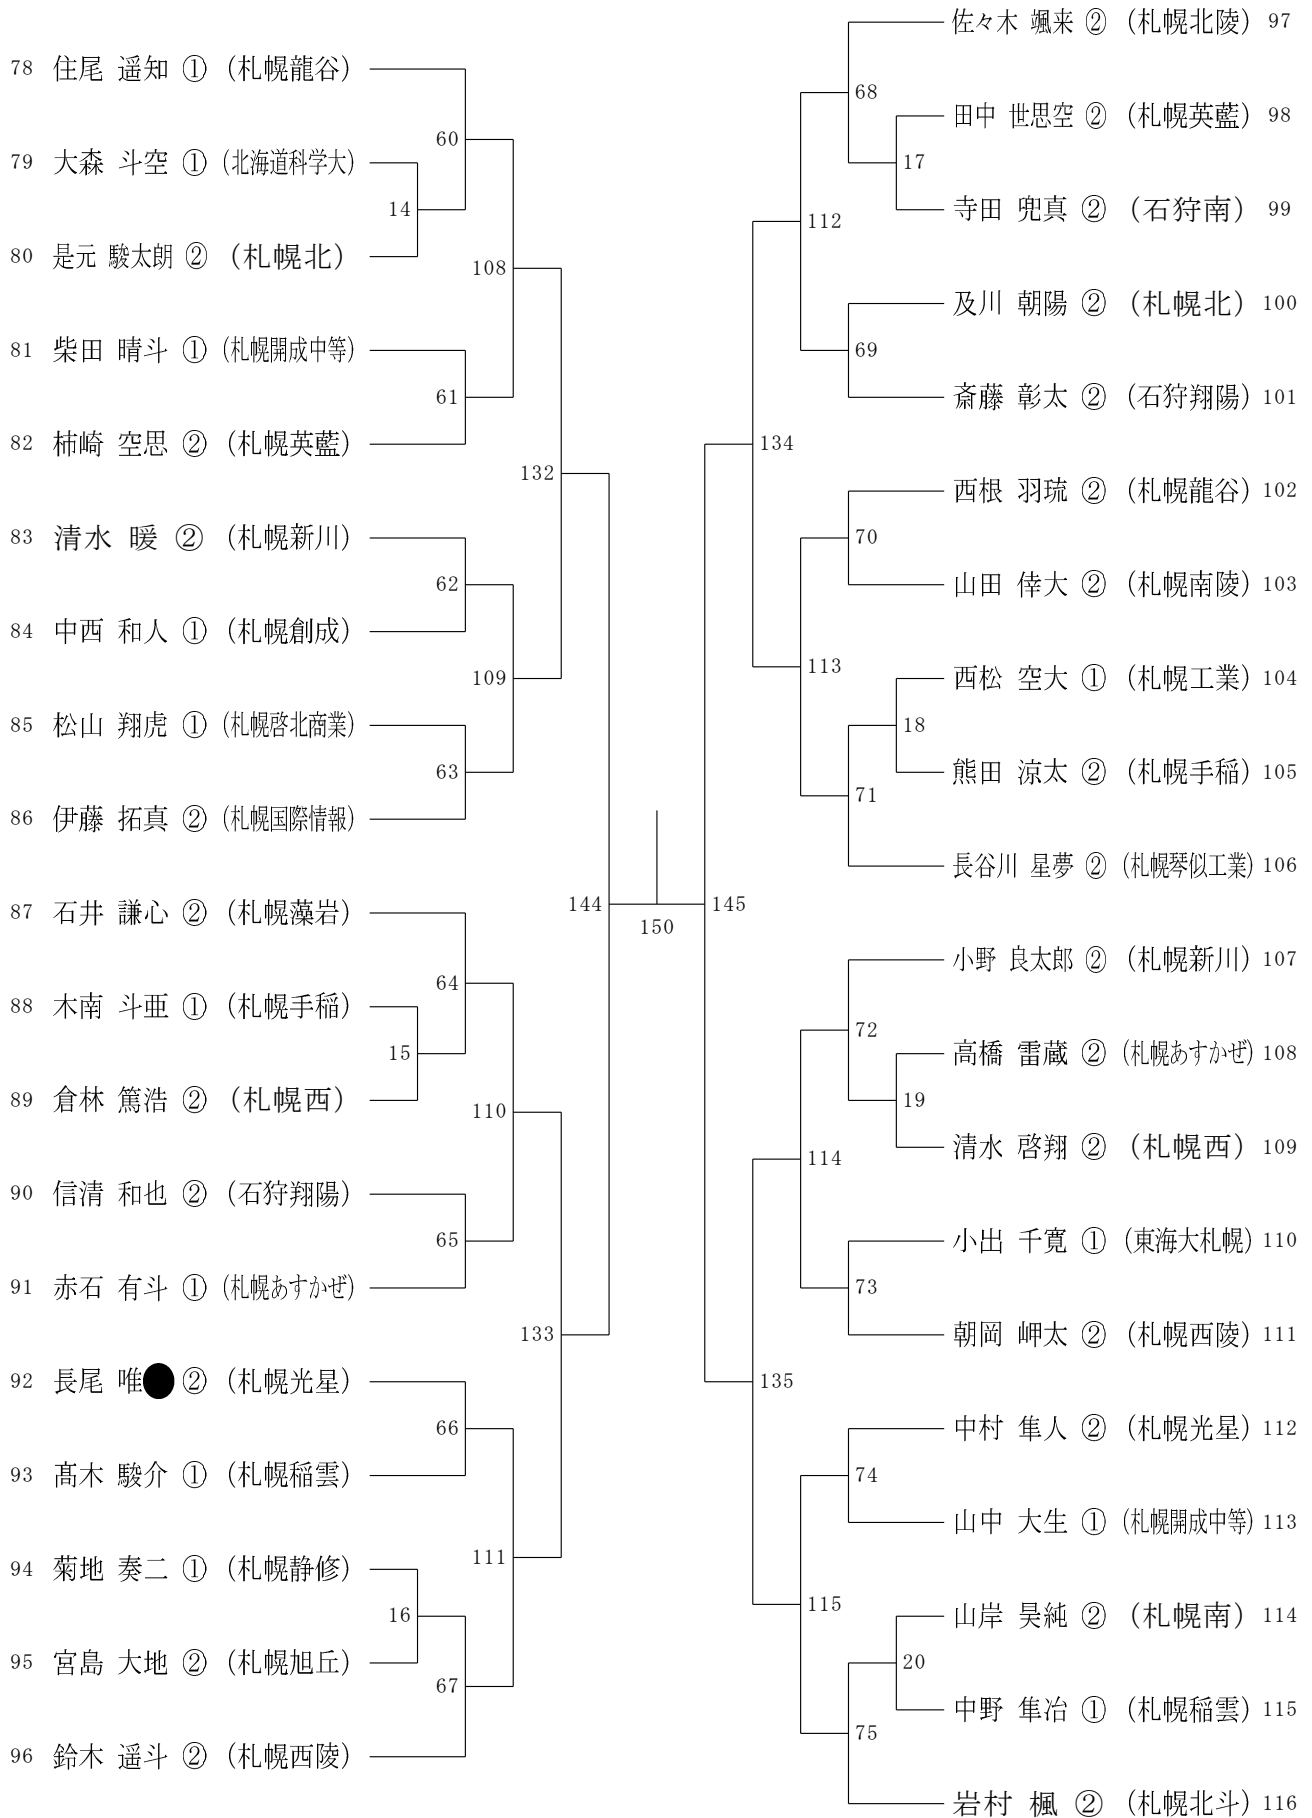 78 住尾 遥知 ① (札幌龍谷)
79 大森 斗空 ① (北海道科学大)
80 是元 駿太朗 ② (札幌北)
81 柴田 晴斗 ① (札幌開成中等)
82 柿崎 空思 ② (札幌英藍)
83 清水 暖 ② (札幌新川)
84 中西 和人 ① (札幌創成)
85 松山 翔虎 ① (札幌啓北商業)
86 伊藤 拓真 ② (札幌国際情報)
87 石井 謙心 ② (札幌藻岩)
88 木南 斗亜 ① (札幌手稲)
89 倉林 篤浩 ② (札幌西)
90 信清 和也 ② (石狩翔陽)
91 赤石 有斗 ① (札幌あすかぜ)
92 長尾 唯● ② (札幌光星)
93 髙木 駿介 ① (札幌稲雲)
94 菊地 奏二 ① (札幌静修)
95 宮島 大地 ② (札幌旭丘)
96 鈴木 遥斗 ② (札幌西陵)
14
15
16
60
61
62
63
64
65
66
67
108
109
110
111
132
133
144
150
145
134
135
112
113
114
115
68
69
70
71
72
73
74
75
17
18
19
20
佐々木 颯来 ② (札幌北陵) 97
田中 世思空 ② (札幌英藍) 98
寺田 兜真 ② (石狩南) 99
及川 朝陽 ② (札幌北) 100
斎藤 彰太 ② (石狩翔陽) 101
西根 羽琉 ② (札幌龍谷) 102
山田 倖大 ② (札幌南陵) 103
西松 空大 ① (札幌工業) 104
熊田 涼太 ② (札幌手稲) 105
長谷川 星夢 ② (札幌琴似工業) 106
小野 良太郎 ② (札幌新川) 107
高橋 雷蔵 ② (札幌あすかぜ) 108
清水 啓翔 ② (札幌西) 109
小出 千寛 ① (東海大札幌) 110
朝岡 岬太 ② (札幌西陵) 111
中村 隼人 ② (札幌光星) 112
山中 大生 ① (札幌開成中等) 113
山岸 昊純 ② (札幌南) 114
中野 隼冶 ① (札幌稲雲) 115
岩村 楓 ② (札幌北斗) 116